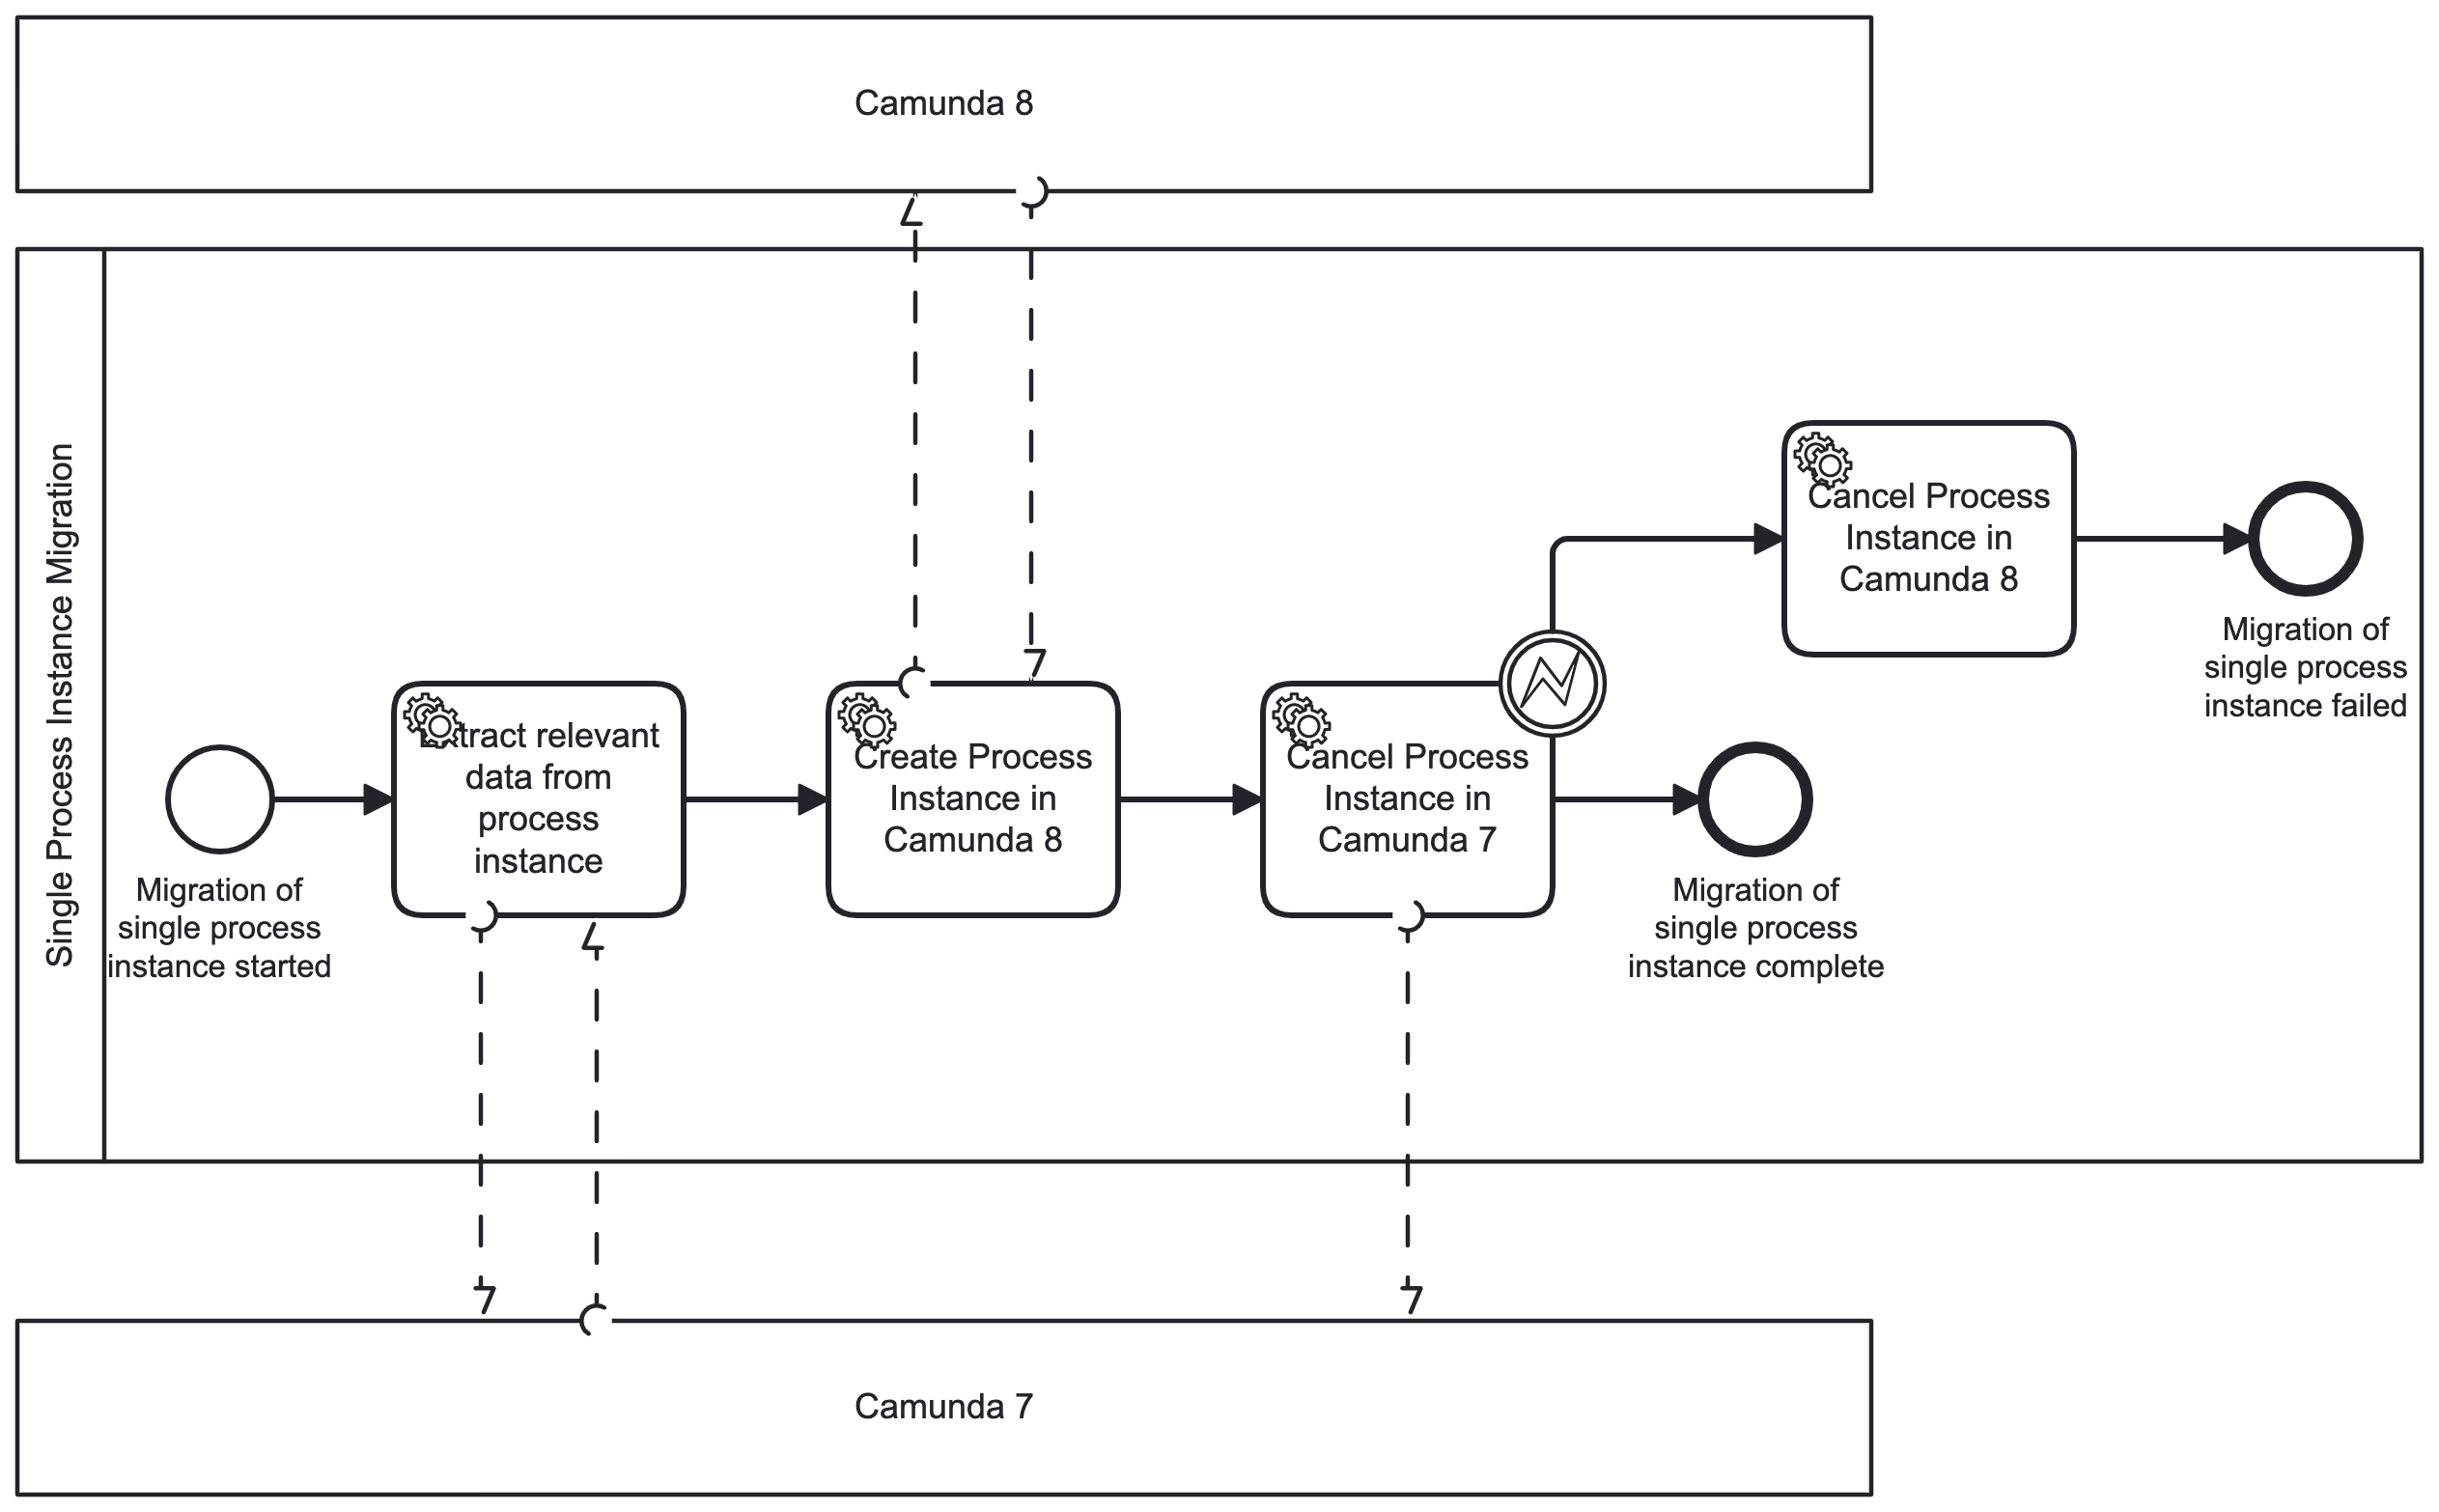 Camunda 8
Single Process Instance Migration
Cancel Process
Instance in
Camunda 8
Migration of
single process
instance failed
Extract relevant
data from
process
instance
Create Process
Instance in
Camunda 8
Cancel Process
Instance in
Camunda 7
Migration of
single process
instance started
Migration of
single process
instance complete
Camunda 7